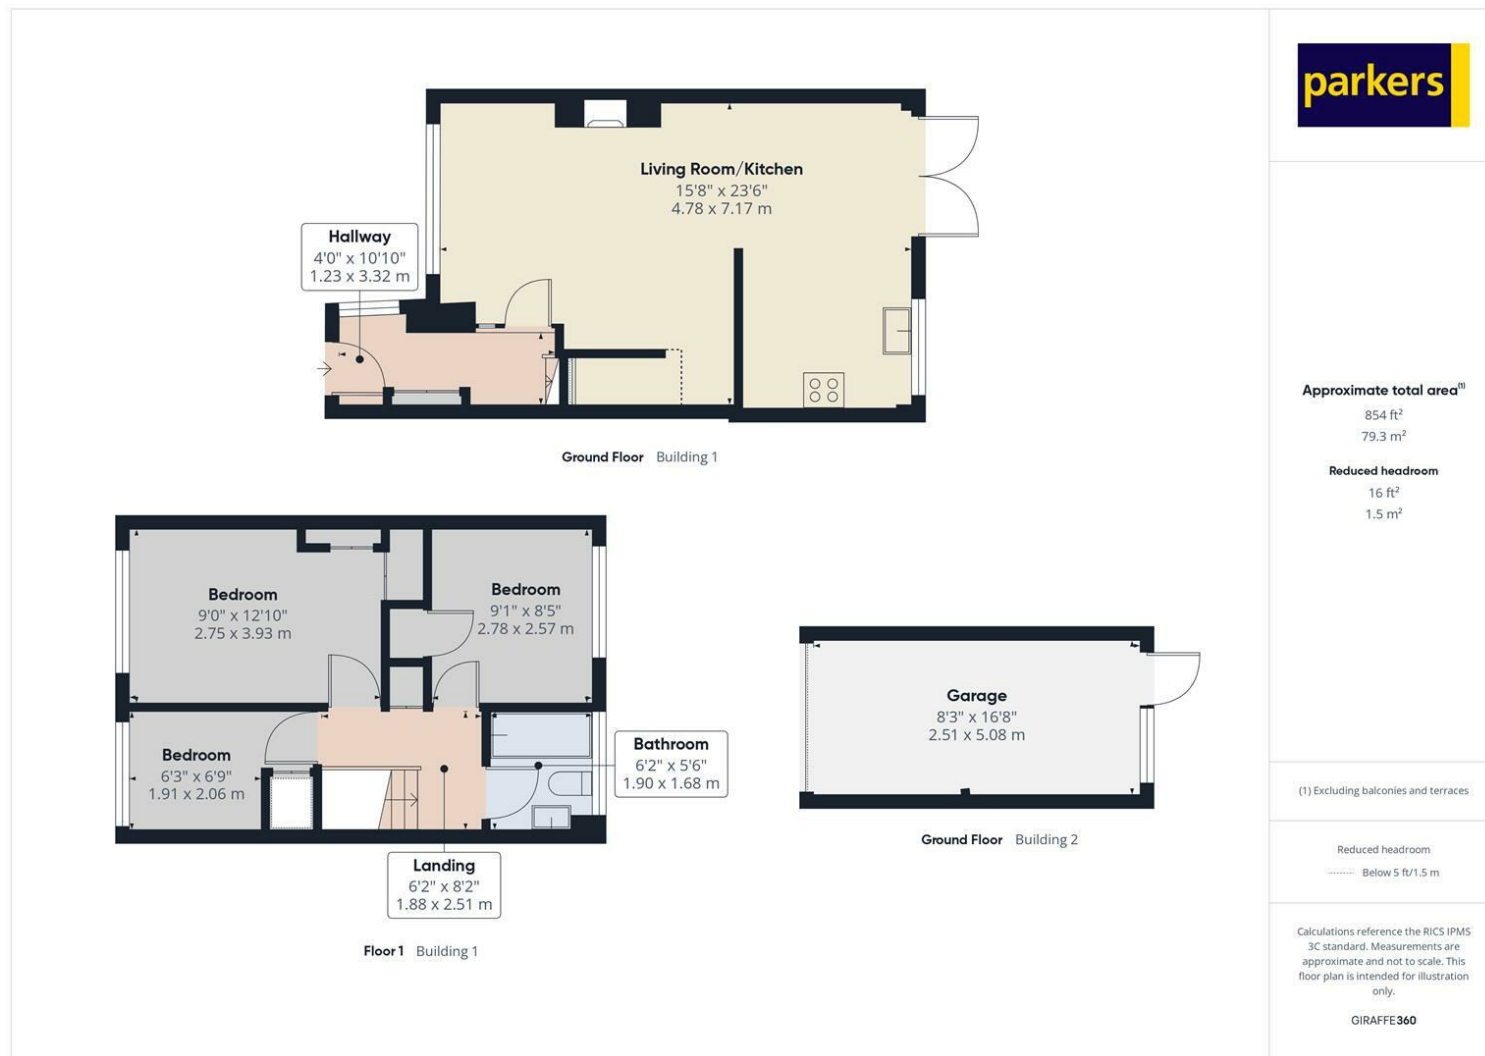 parkers
Living Room/Kitchen
15'8" x 23'6"
4.78 x 7.17 m
Hallway
4'0" x 10'10"
1.23 x 3.32 m
Ground Floor Building 1
Bedroom
9'0" x 12'10"
2.75 x 3.93 m
Bedroom
9'1" x 8'5"
2.78 x 2.57 m
Bedroom
6'3" x 6'9"
1.91 x 2.06 m
Bathroom
6'2" x 5'6"
1.90 x 1.68 m
Landing
6'2" x 8'2"
1.88 x 2.51 m
Floor 1 Building 1
Garage
8'3" x 16'8"
2.51 x 5.08 m
Ground Floor Building 2
Approximate total area(1)
854 ft²
79.3 m²
Reduced headroom
16 ft²
1.5 m²
(1) Excluding balconies and terraces
Reduced headroom
Below 5 ft/1.5 m
Calculations reference the RICS IPMS
3C standard. Measurements are
approximate and not to scale. This
floor plan is intended for illustration
only.
GIRAFFE360